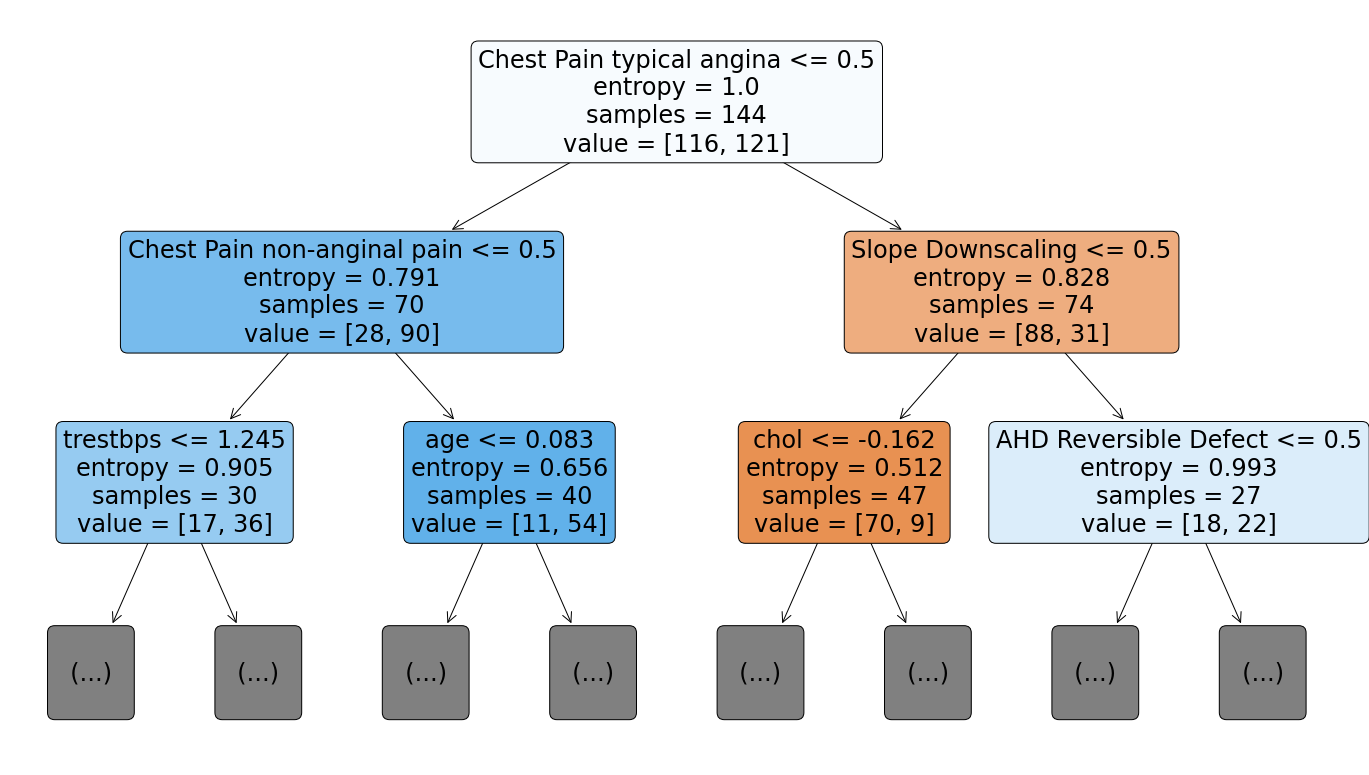 Chest Pain typical angina <= 0.5
entropy = 1.0
samples = 144
value = [116, 121]
Chest Pain non-anginal pain <= 0.5
entropy = 0.791
samples = 70
value = [28, 90]
Slope Downscaling <= 0.5
entropy = 0.828
samples = 74
value = [88, 31]
trestbps <= 1.245
entropy = 0.905
samples = 30
value = [17, 36]
age <= 0.083
entropy = 0.656
samples = 40
value = [11, 54]
chol <= -0.162
entropy = 0.512
samples = 47
value = [70, 9]
AHD Reversible Defect <= 0.5
entropy = 0.993
samples = 27
value = [18, 22]
(...)
(...)
(...)
(...)
(...)
(...)
(...)
(...)